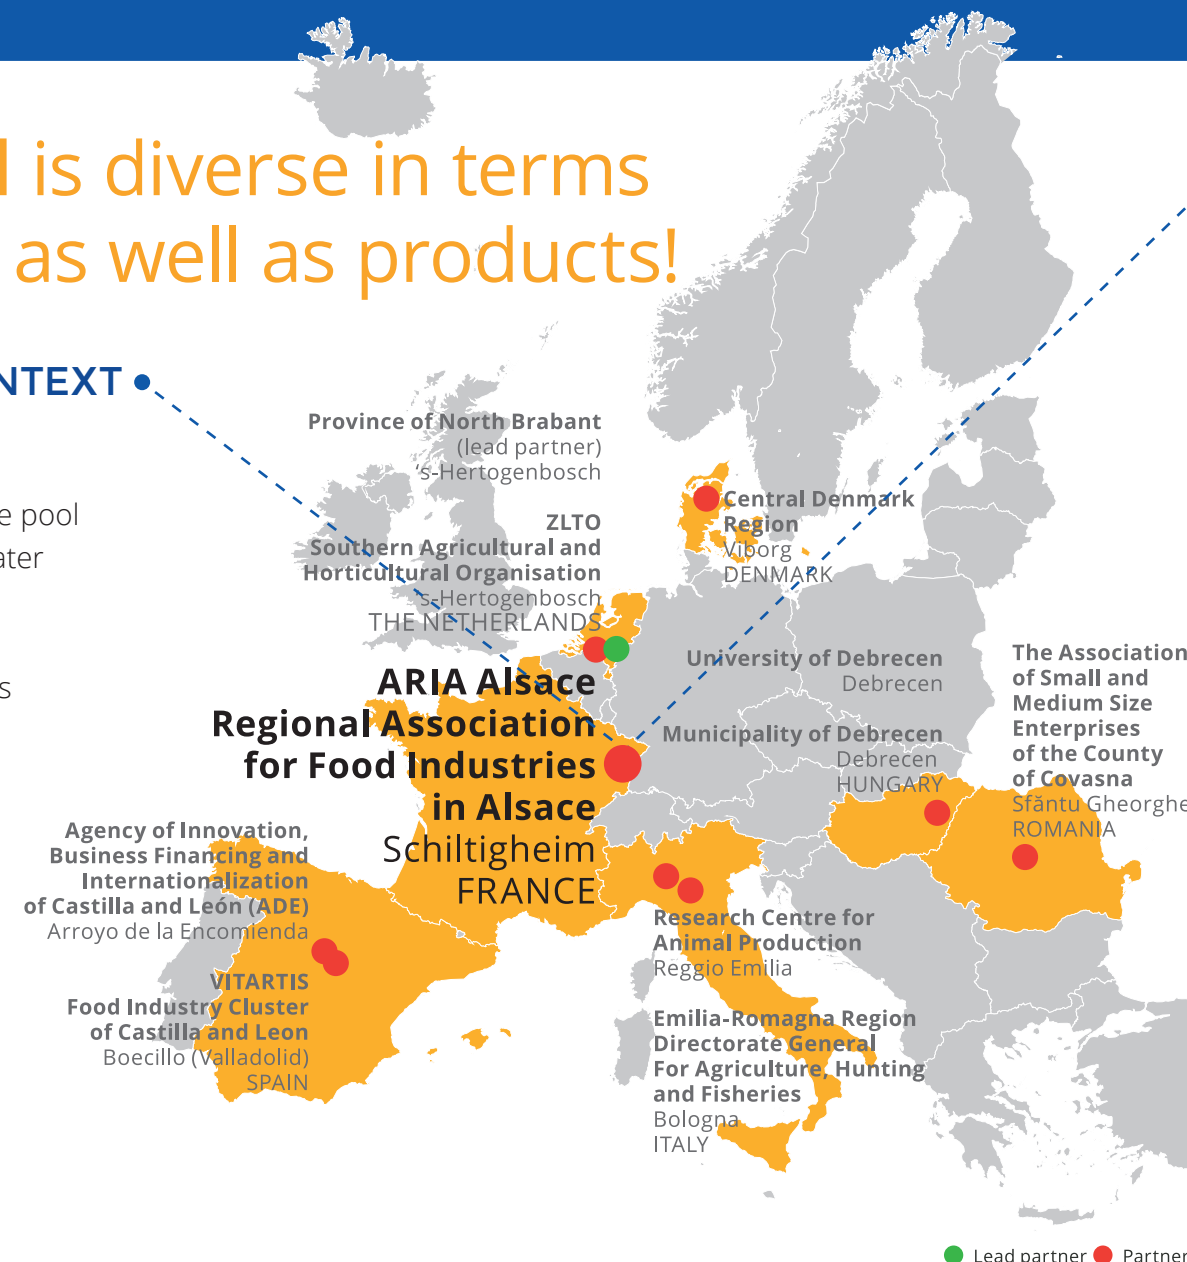 is diverse in terms
as well as products!
NTEXT
e pool
ater
s
Province of North Brabant
(lead partner)
‘s-Hertogenbosch
ZLTO
Southern Agricultural and
Horticultural Organisation
‘s-Hertogenbosch
THE NETHERLANDS
Central Denmark
Region
Viborg
DENMARK
ARIA Alsace
Regional Association
for Food Industries
in Alsace
Schiltigheim
FRANCE
University of Debrecen
Debrecen
Municipality of Debrecen
Debrecen
HUNGARY
The Association
of Small and
Medium Size
Enterprises
of the County
of Covasna
Sfăntu Gheorghe
ROMANIA
Agency of Innovation,
Business Financing and
Internationalization
of Castilla and León (ADE)
Arroyo de la Encomienda
VITARTIS
Food Industry Cluster
of Castilla and Leon
Boecillo (Valladolid)
SPAIN
Research Centre for
Animal Production
Reggio Emilia
Emilia-Romagna Region
Directorate General
For Agriculture, Hunting
and Fisheries
Bologna
ITALY
Lead partner
Partner